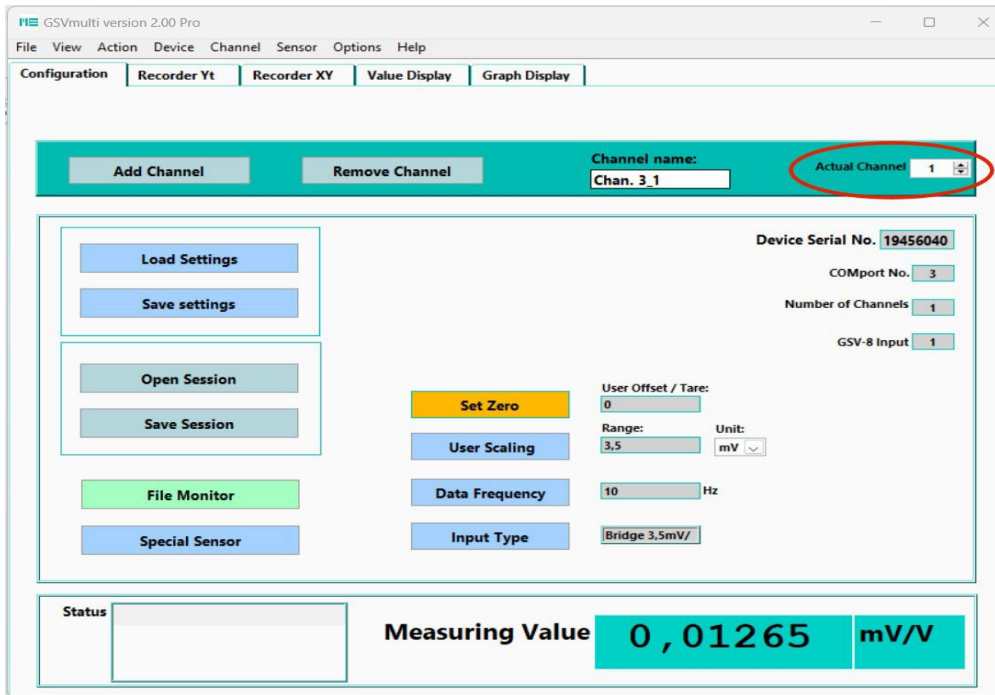 ME GSVmulti version 2.00 Pro
File View Action Device Channel Sensor Options Help
Configuration Recorder Yt Recorder XY Value Display Graph Display
Add Channel Remove Channel
Channel name:
Chan. 3_1
Actual Channel 1
Device Serial No. 19456040
COMport No. 3
Number of Channels 1
GSV-8 Input 1
Load Settings
Save settings
Open Session
Save Session
File Monitor
Special Sensor
Set Zero
User Offset / Tare:
0
User Scaling
Range: Unit:
3,5 mV
Data Frequency 10 Hz
Input Type Bridge 3,5mV/
Status
Measuring Value 0,01265 mV/V